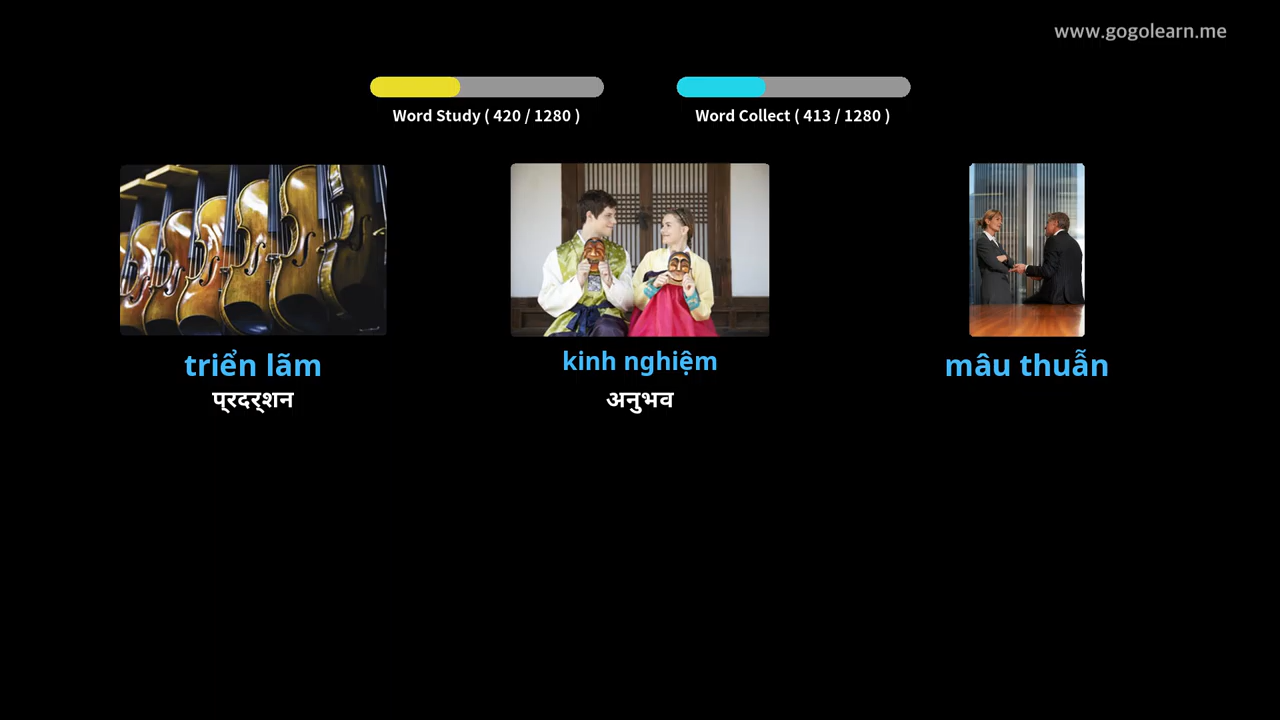 www.gogolearn.me
Word Study ( 420 / 1280 )
Word Collect ( 413 / 1280 )
triển lãm
kinh nghiệm
mâu thuẫn
प्रदर्शन
अनुभव